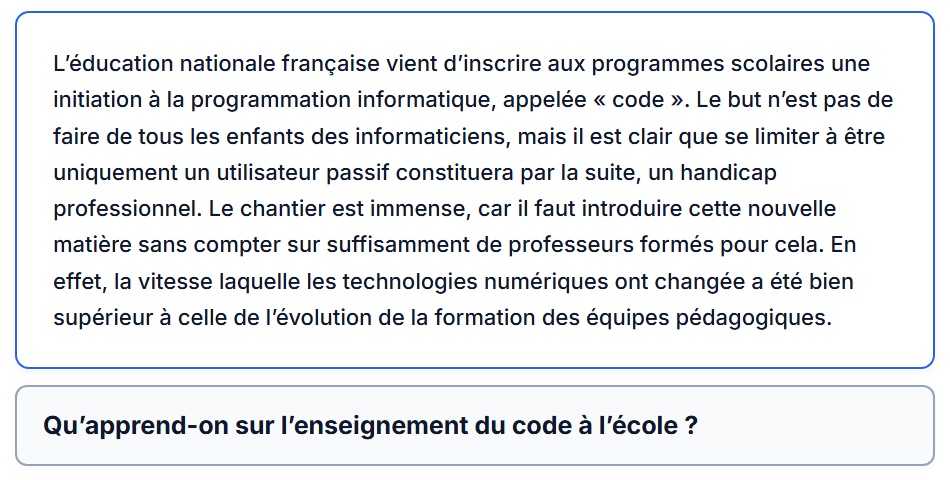 L’éducation nationale française vient d’inscrire aux programmes scolaires une
initiation à la programmation informatique, appelée « code ». Le but n’est pas de
faire de tous les enfants des informaticiens, mais il est clair que se limiter à être
uniquement un utilisateur passif constituera par la suite, un handicap
professionnel. Le chantier est immense, car il faut introduire cette nouvelle
matière sans compter sur suffisamment de professeurs formés pour cela. En
effet, la vitesse laquelle les technologies numériques ont changée a été bien
supérieur à celle de l’évolution de la formation des équipes pédagogiques.
Qu’apprend-on sur l’enseignement du code à l’école ?